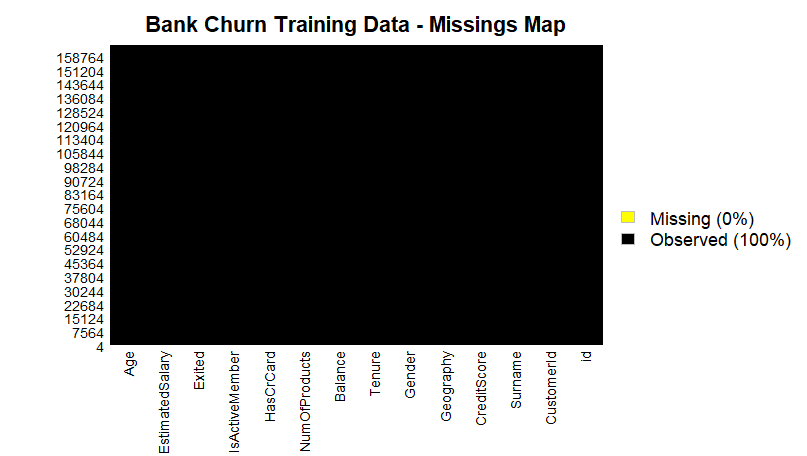 Bank Churn Training Data - Missings Map
158764
151204
143644
136084
128524
120964
113404
105844
98284
90724
83164
75604
68044
60484
52924
45364
37804
30244
22684
15124
7564
4
Missing (0%)
Observed (100%)
Age
EstimatedSalary
Exited
IsActiveMember
HasCrCard
NumOfProducts
Balance
Tenure
Gender
Geography
CreditScore
Surname
CustomerId
id